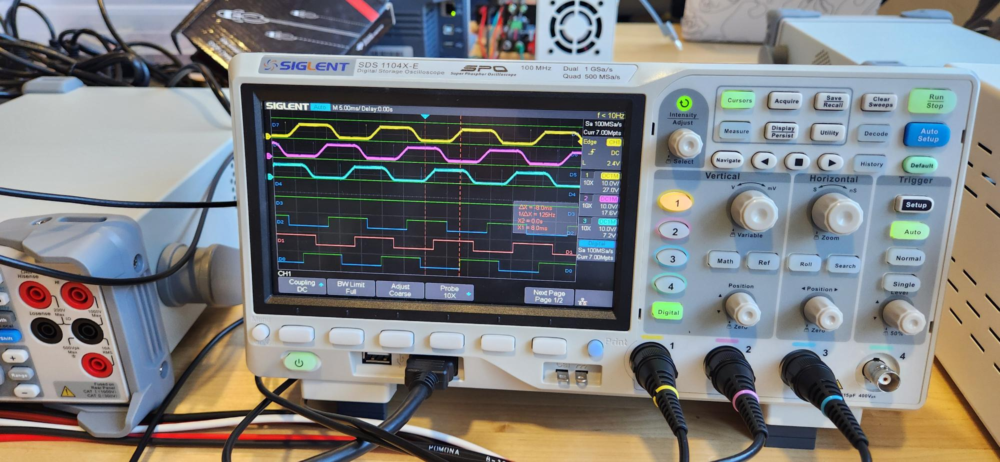 SIGLENT SDS 1104X-E
Digital Storage Oscilloscope
SPO
Super Phosphor Oscilloscope
100 MHz
Dual 1 GSa/s
Quad 500 MSa/s
SIGLENT Auto M 5.00ms/ Delay:0.00s
f < 10Hz
Sa 100MSa/s
Curr 7.00Mpts
Edge CH1
DC
L 2.4V
1 DC1M
10X 10.0V/
27.0V
2 DC1M
10X 10.0V/
17.6V
3 DC1M
10X 10.0V/
7.2V
Digital
Sa 100MSa/s
Curr 7.00Mpts
D7
D5
D4
D4
D3
D3
D2
D2
D1
D1
D0
D0
ΔX = -8.0ms
1/ΔX = 125Hz
X2 = 0.0s
X1 = 8.0ms
CH1
Coupling
DC
BW Limit
Full
Adjust
Coarse
Probe
10X
Next Page
Page 1/2
Intensity
Adjust
Select
Cursors
Acquire
Save
Recall
Clear
Sweeps
Run
Stop
Measure
Display
Persist
Utility
Decode
Auto
Setup
Navigate
History
Default
Vertical
Horizontal
Trigger
V mV
S nS
Variable
Zoom
1
2
3
4
Digital
Math
Ref
Roll
Search
Setup
Auto
Normal
Single
Level
50%
Position
Zero
Position
Zero
Menu
On/Off
Print
Cal
1
2
3
4
/15pF 400Vpk
Hisense
HI
200V
Max
1000V
Max
Losense
LO
500Vpk
Max
10A
RMS
Shift
+
Range
-
Fused on
Rear Panel
CAT I (1000V)
CAT II (300V)
POMONA